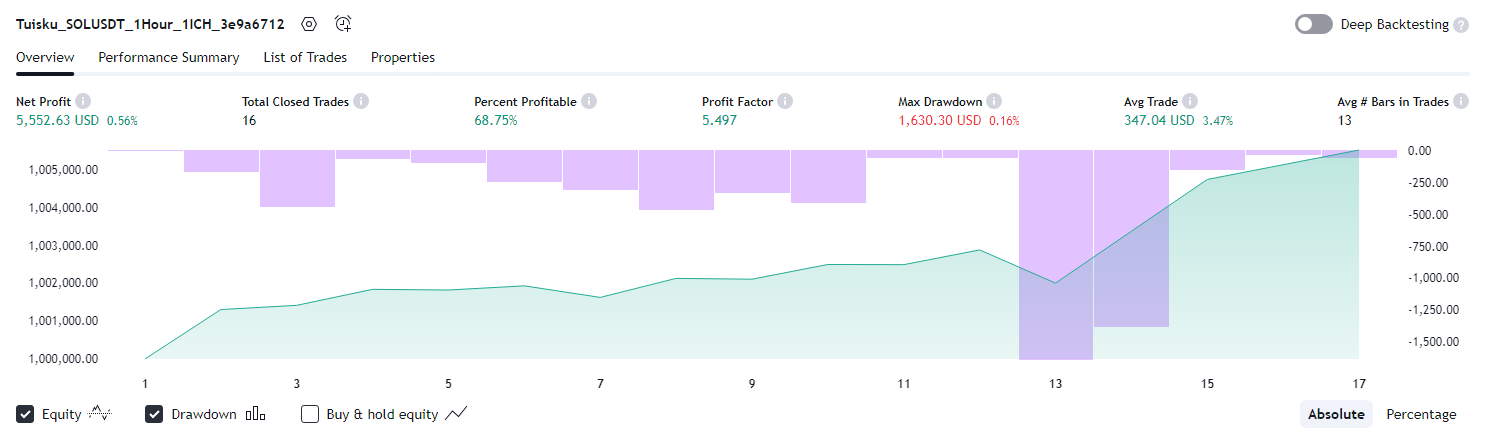 Tuisku_SOLUSDT_1Hour_1ICH_3e9a6712
Deep Backtesting ?
Overview Performance Summary List of Trades Properties
Net Profit i Total Closed Trades i Percent Profitable i Profit Factor i Max Drawdown i Avg Trade i Avg # Bars in Trades i
5,552.63 USD 0.56% 16 68.75% 5.497 1,630.30 USD 0.16% 347.04 USD 3.47% 13
0.00
1,005,000.00
-250.00
1,004,000.00
-500.00
1,003,000.00
-750.00
1,002,000.00
-1,000.00
1,001,000.00
-1,250.00
-1,500.00
1,000,000.00
1 3 5 7 9 11 13 15 17
Equity Drawdown Buy & hold equity Absolute Percentage